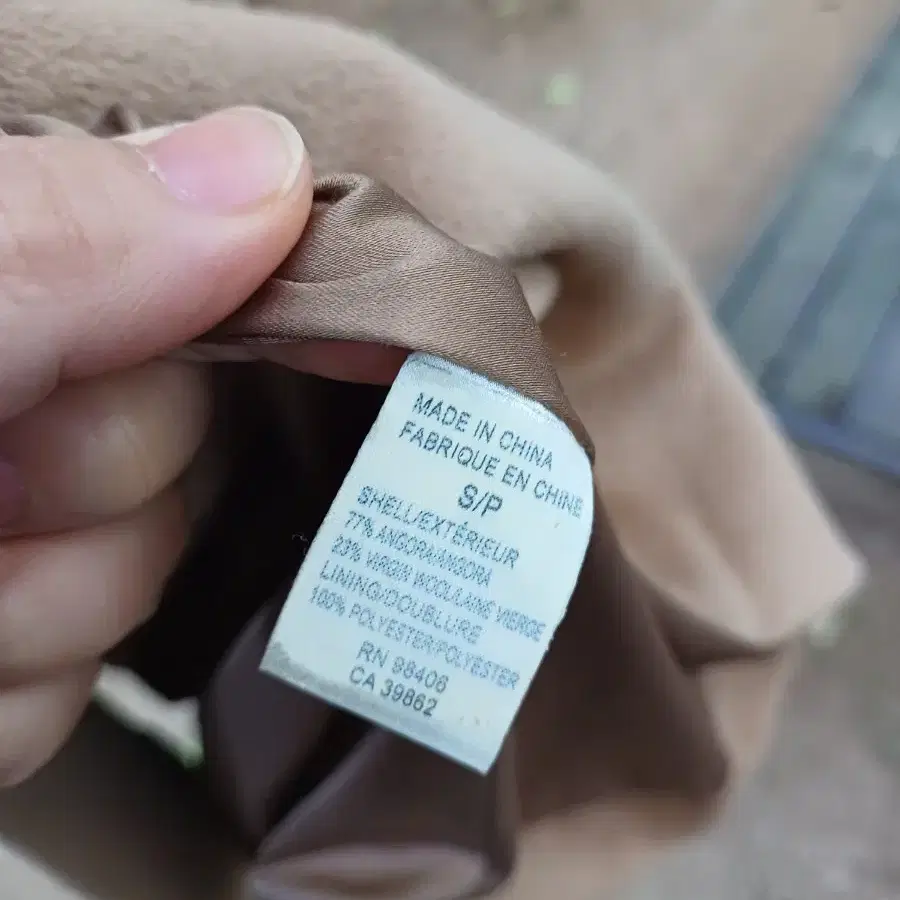 MADE IN CHINA
FABRIQUE EN CHINE
S/P
SHELL/EXTÉRIEUR
77% ANGORA/ANGORA
23% VIRGIN WOOL/LAINE VIERGE
LINING/DOUBLURE
100% POLYESTER/POLYESTER
RN 98406
CA 39862